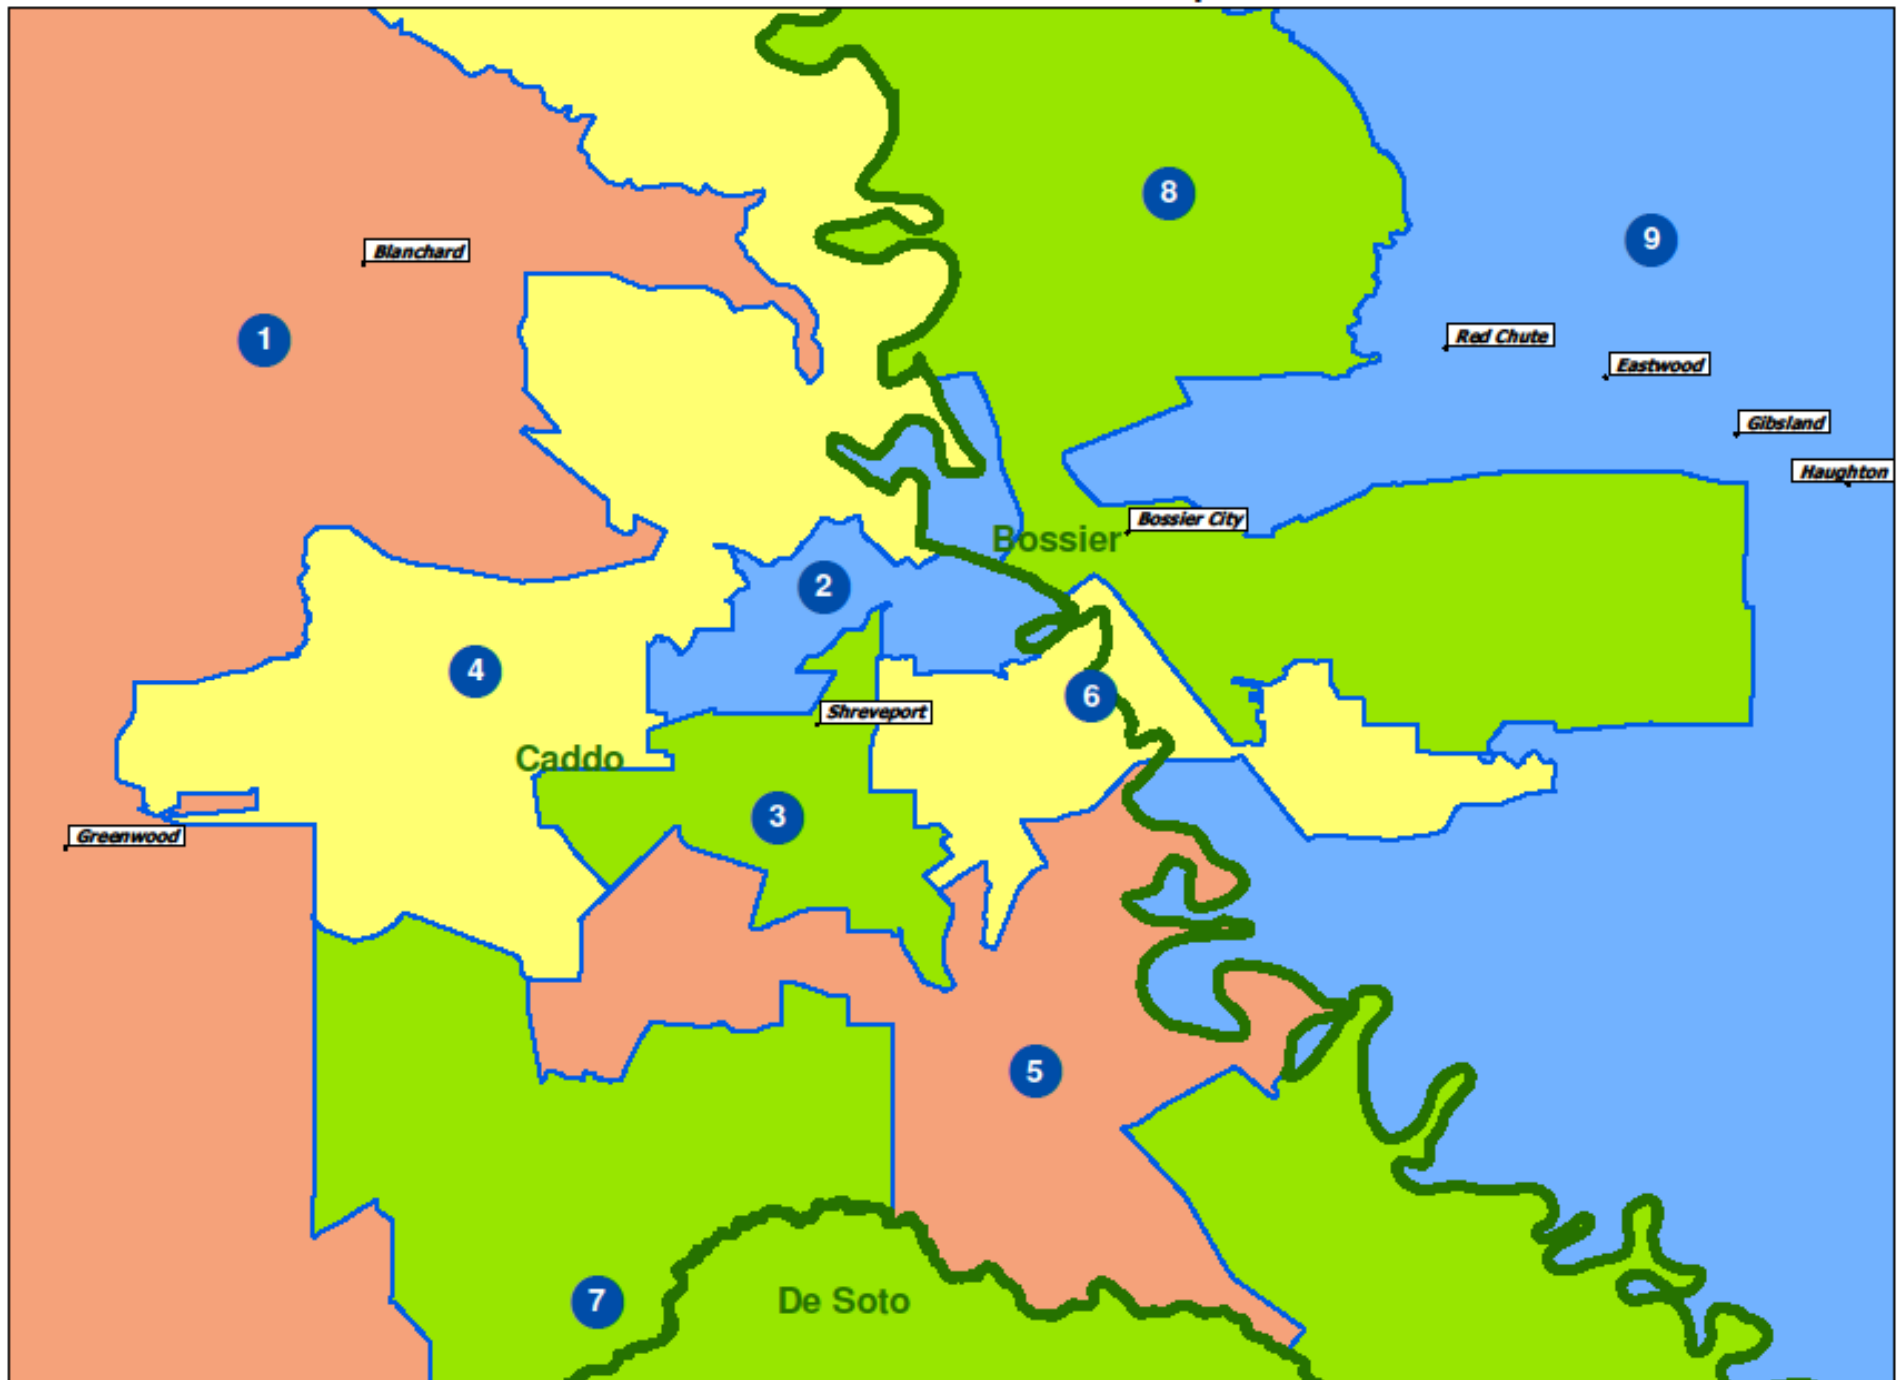 8
9
Blanchard
1
Red Chute
Eastwood
Gibsland
Haughton
Bossier City
Bossier
2
4
6
Shreveport
Caddo
3
Greenwood
5
7
De Soto